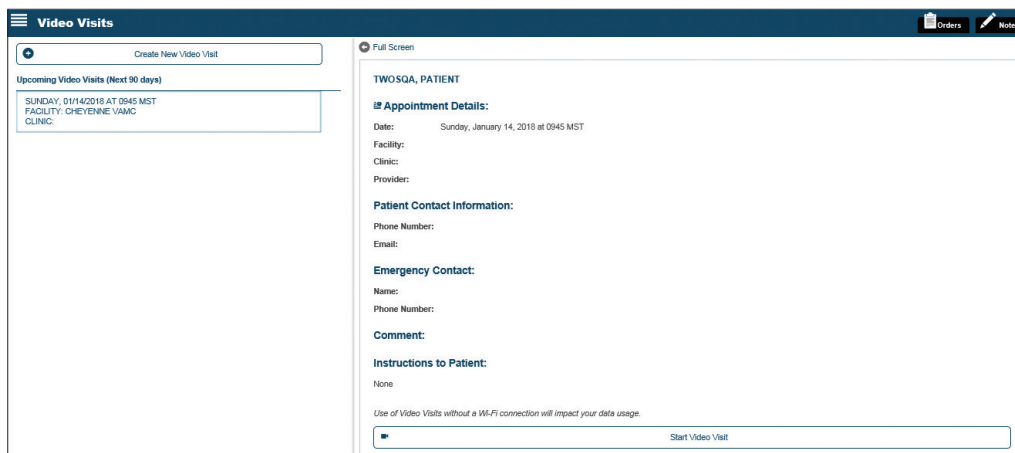 Video Visits
Orders
Note
Create New Video Visit
Upcoming Video Visits (Next 90 days)
SUNDAY, 01/14/2018 AT 0945 MST
FACILITY: CHEYENNE VAMC
CLINIC:
Full Screen
TWOSQA, PATIENT
Appointment Details:
Date: Sunday, January 14, 2018 at 0945 MST
Facility:
Clinic:
Provider:
Patient Contact Information:
Phone Number:
Email:
Emergency Contact:
Name:
Phone Number:
Comment:
Instructions to Patient:
None
Use of Video Visits without a Wi-Fi connection will impact your data usage.
Start Video Visit